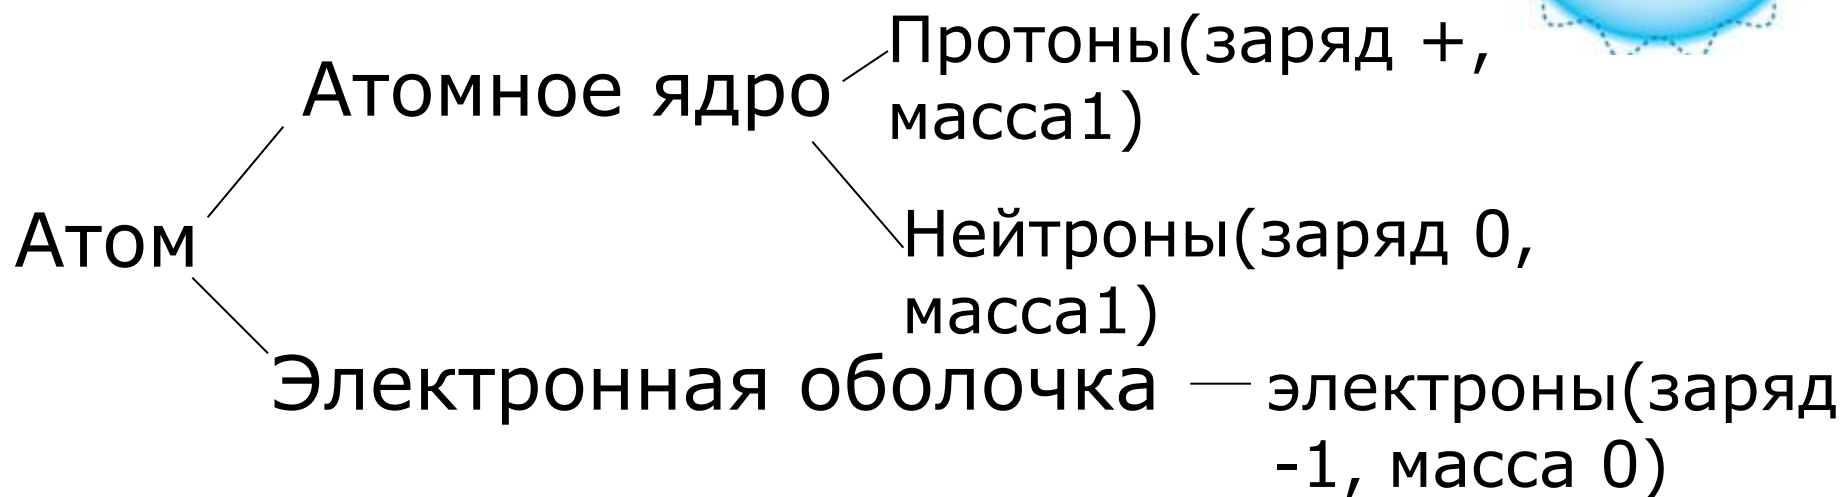 Протоны(заряд +,
масса1)
Атомное ядро
Атом
Нейтроны(заряд 0,
масса1)
Электронная оболочка
электроны(заряд
-1, масса 0)